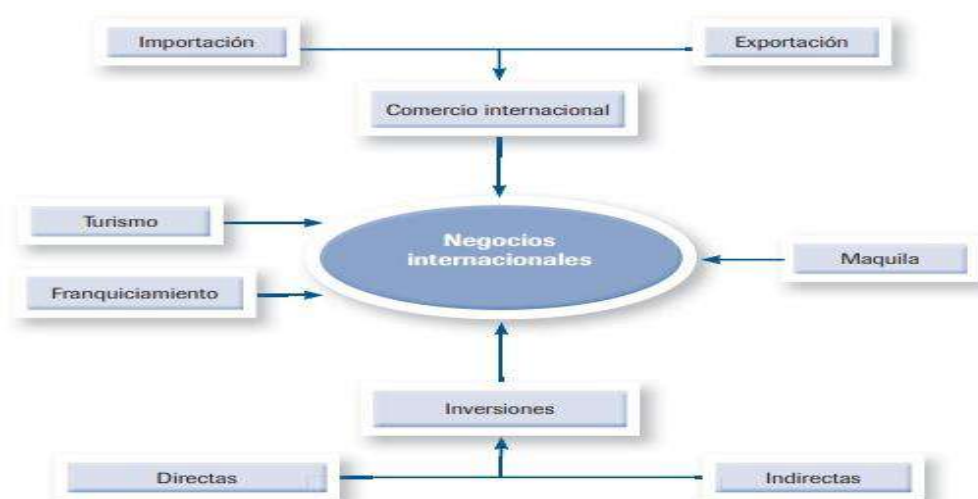 Importación
Exportación
Comercio internacional
Turismo
Negocios
internacionales
Maquila
Franquiciamiento
Inversiones
Directas
Indirectas